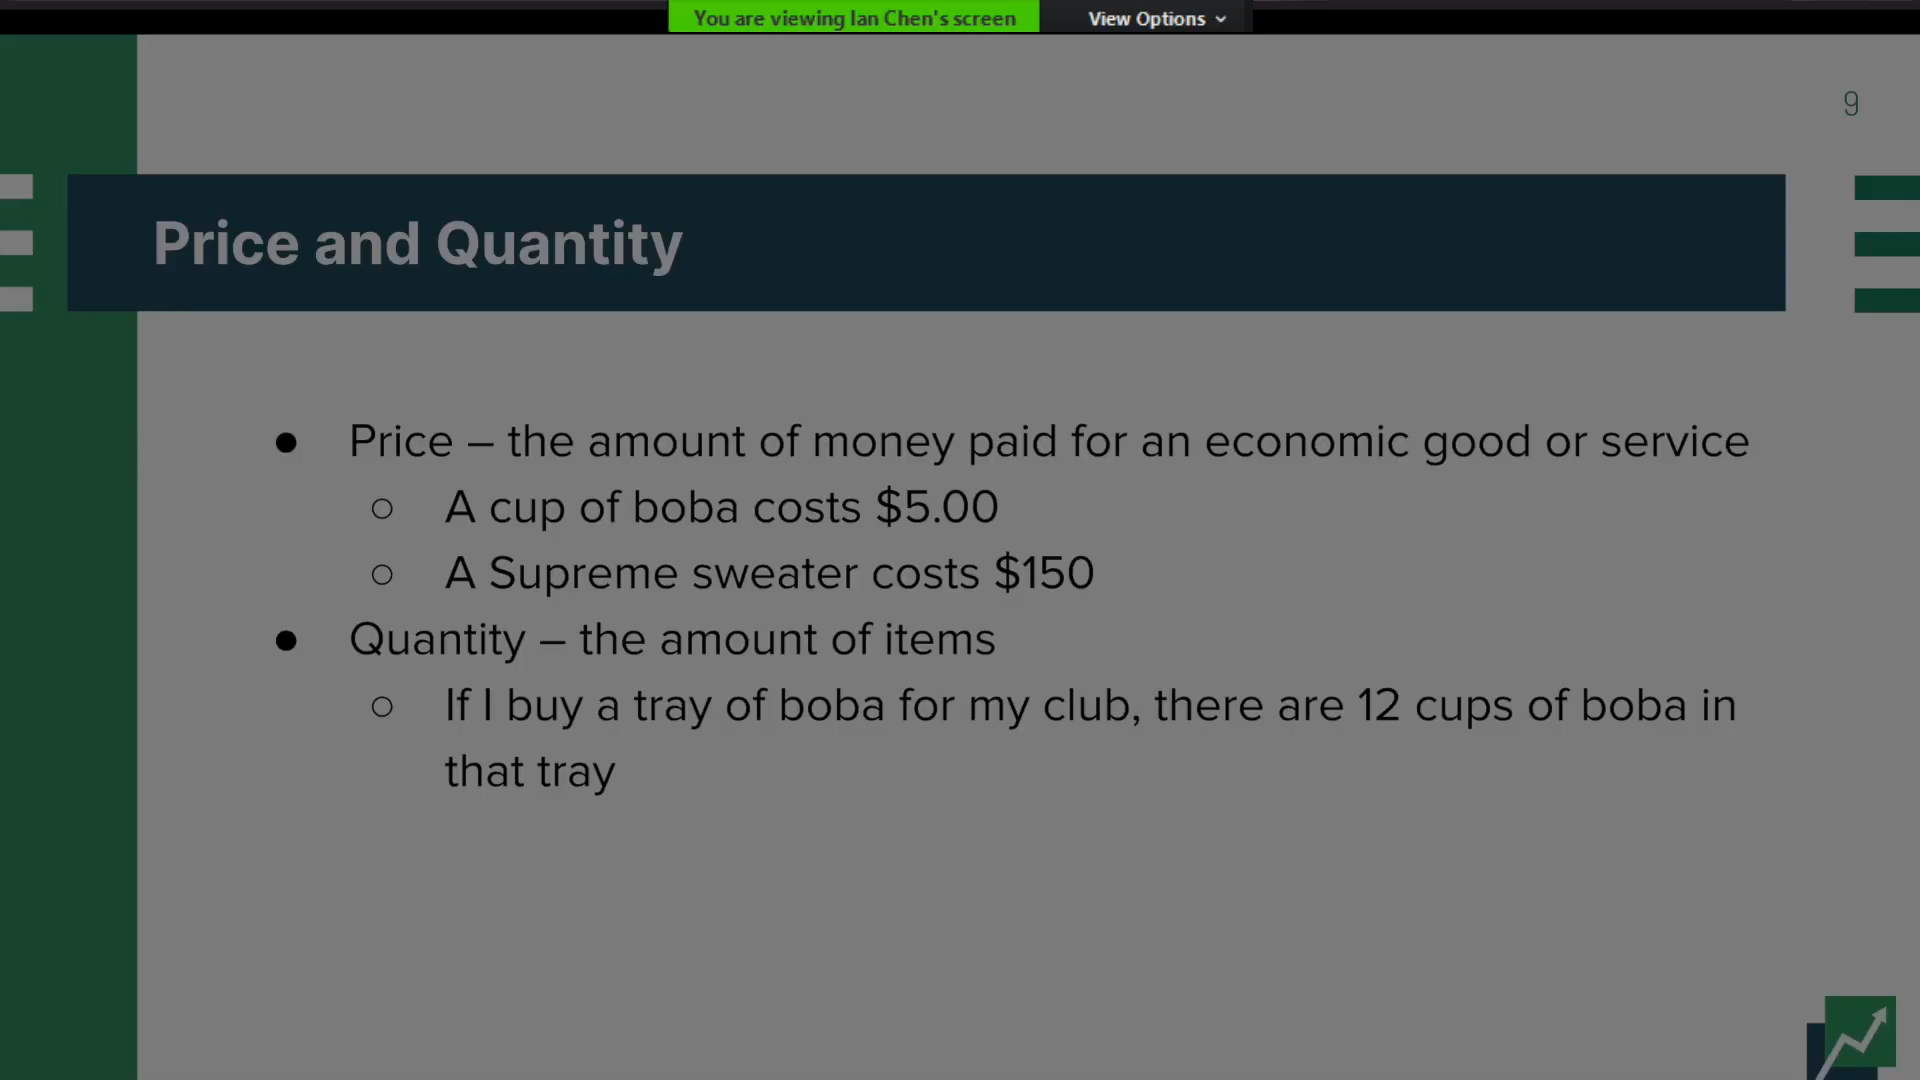 You are viewing Ian Chen's screen View Options
9
Price and Quantity
● Price – the amount of money paid for an economic good or service
○ A cup of boba costs $5.00
○ A Supreme sweater costs $150
● Quantity – the amount of items
○ If I buy a tray of boba for my club, there are 12 cups of boba in
that tray